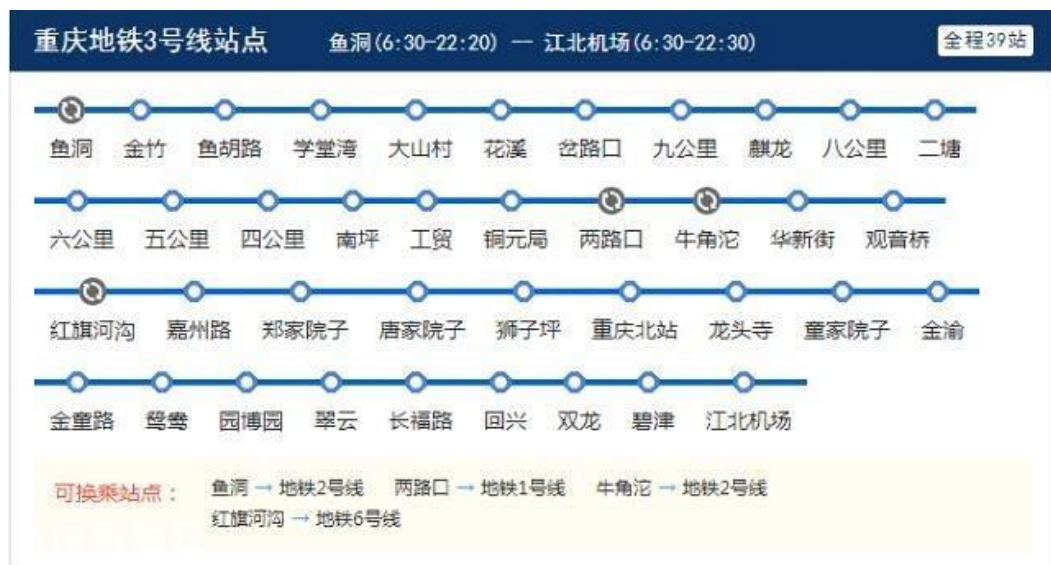 重庆地铁3号线站点 鱼洞(6:30-22:20) — 江北机场(6:30-22:30) 全程39站
鱼洞 金竹 鱼胡路 学堂湾 大山村 花溪 岔路口 九公里 麒龙 八公里 二塘
六公里 五公里 四公里 南坪 工贸 铜元局 两路口 牛角沱 华新街 观音桥
红旗河沟 嘉州路 郑家院子 唐家院子 狮子坪 重庆北站 龙头寺 童家院子 金渝
金童路 鸳鸯 园博园 翠云 长福路 回兴 双龙 碧津 江北机场
可换乘站点： 鱼洞 → 地铁2号线 两路口 → 地铁1号线 牛角沱 → 地铁2号线
红旗河沟 → 地铁6号线